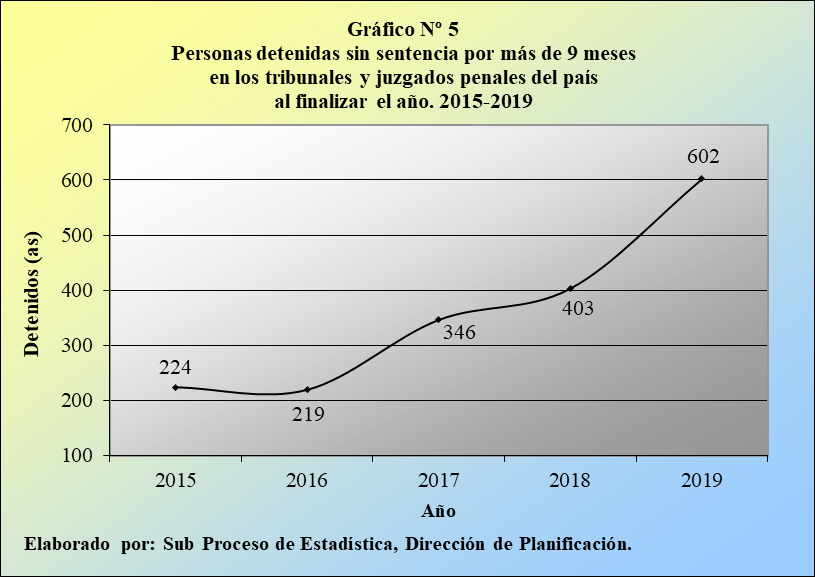 Gráfico Nº 5
Personas detenidas sin sentencia por más de 9 meses
en los tribunales y juzgados penales del país
al finalizar el año. 2015-2019
700
600
500
400
300
200
100
Detenidos (as)
224
219
346
403
602
2015 2016 2017 2018 2019
Año
Elaborado por: Sub Proceso de Estadística, Dirección de Planificación.